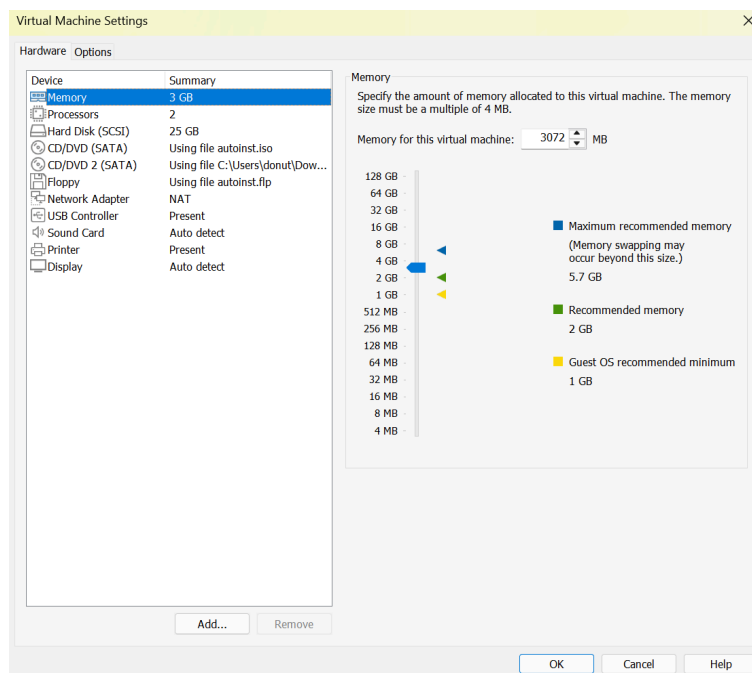 Virtual Machine Settings
Hardware Options
Device Summary
Memory 3 GB
Processors 2
Hard Disk (SCSI) 25 GB
CD/DVD (SATA) Using file autoinst.iso
CD/DVD 2 (SATA) Using file C:\Users\donut\Dow...
Floppy Using file autoinst.flp
Network Adapter NAT
USB Controller Present
Sound Card Auto detect
Printer Present
Display Auto detect
Add... Remove
Memory
Specify the amount of memory allocated to this virtual machine. The memory
size must be a multiple of 4 MB.
Memory for this virtual machine: 3072 MB
128 GB
64 GB
32 GB
16 GB
8 GB
4 GB
2 GB
1 GB
512 MB
256 MB
128 MB
64 MB
32 MB
16 MB
8 MB
4 MB
Maximum recommended memory
(Memory swapping may
occur beyond this size.)
5.7 GB
Recommended memory
2 GB
Guest OS recommended minimum
1 GB
OK Cancel Help